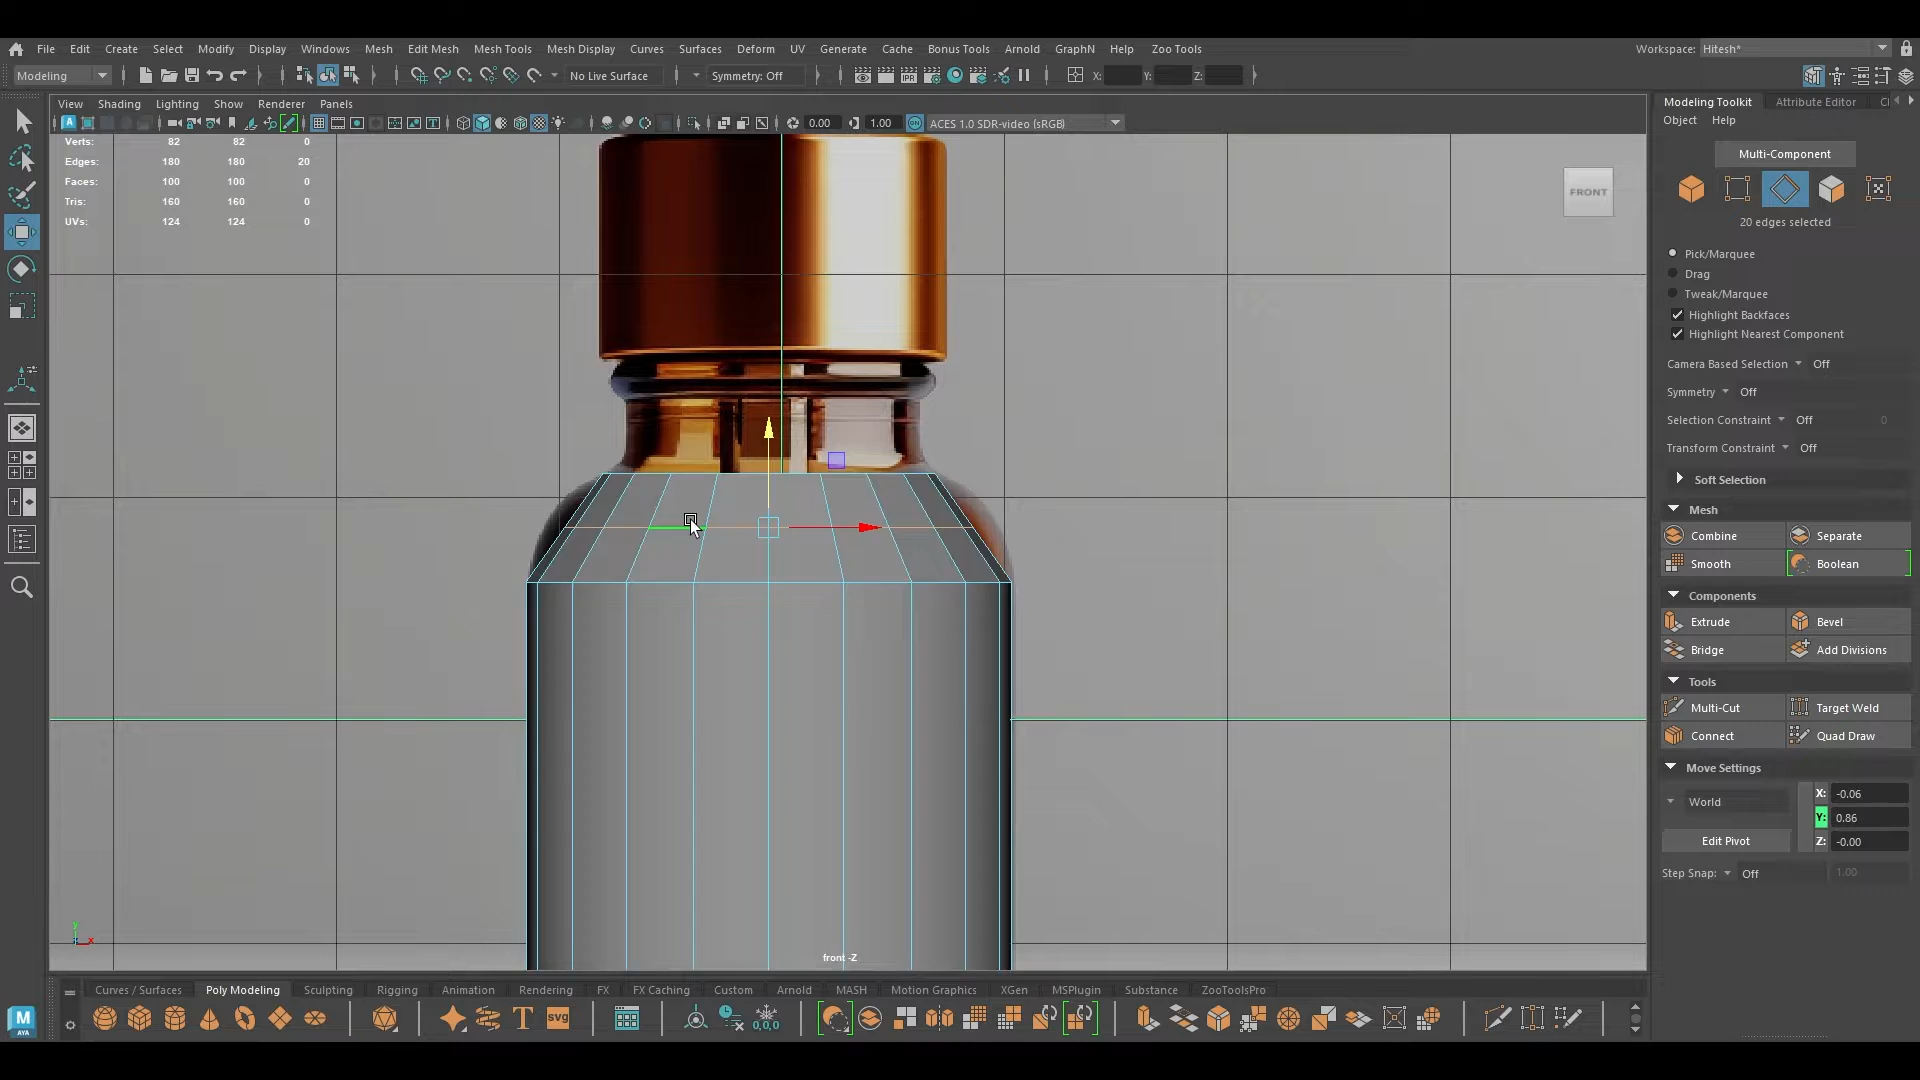 File Edit Create Select Modify Display Windows Mesh Edit Mesh Mesh Tools Mesh Display Curves Surfaces Deform UV Generate Cache Bonus Tools Arnold GraphN Help Zoo Tools Workspace: Hitesh*
Modeling No Live Surface Symmetry: Off IPR X: Y: Z:
View Shading Lighting Show Renderer Panels
0.00 1.00 ON ACES 1.0 SDR-video (sRGB)
Verts: 82 82 0
Edges: 180 180 20
Faces: 100 100 0
Tris: 160 160 0
UVs: 124 124 0
FRONT
front -Z
y
x
Modeling Toolkit Attribute Editor
Object Help
Multi-Component
20 edges selected
Pick/Marquee
Drag
Tweak/Marquee
Highlight Backfaces
Highlight Nearest Component
Camera Based Selection Off
Symmetry Off
Selection Constraint Off 0
Transform Constraint Off
Soft Selection
Mesh
Combine Separate
Smooth Boolean
Components
Extrude Bevel
Bridge Add Divisions
Tools
Multi-Cut Target Weld
Connect Quad Draw
Move Settings
World X: -0.06
Y: 0.86
Edit Pivot Z: -0.00
Step Snap: Off 1.00
Curves / Surfaces Poly Modeling Sculpting Rigging Animation Rendering FX FX Caching Custom Arnold MASH Motion Graphics XGen MSPlugin Substance ZooToolsPro
M
AYA
T svg 0,0,0